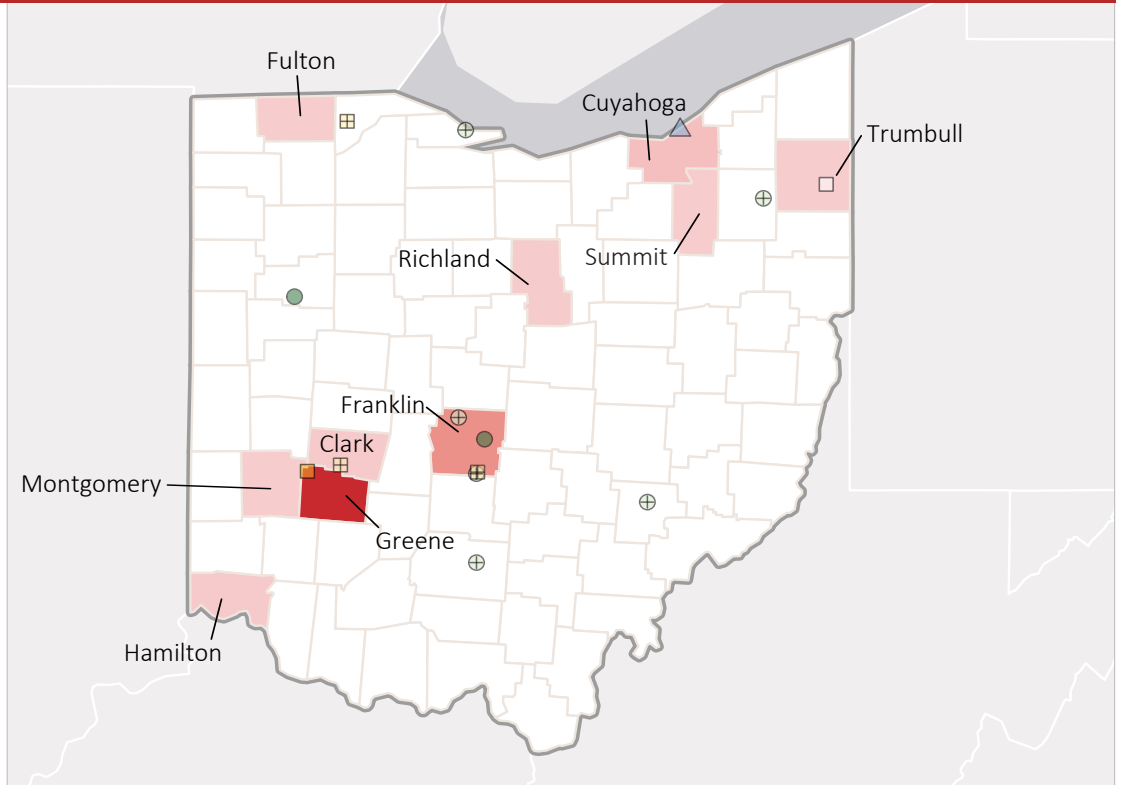 Fulton
Cuyahoga
Trumbull
Richland
Summit
Franklin
Clark
Montgomery
Greene
Hamilton